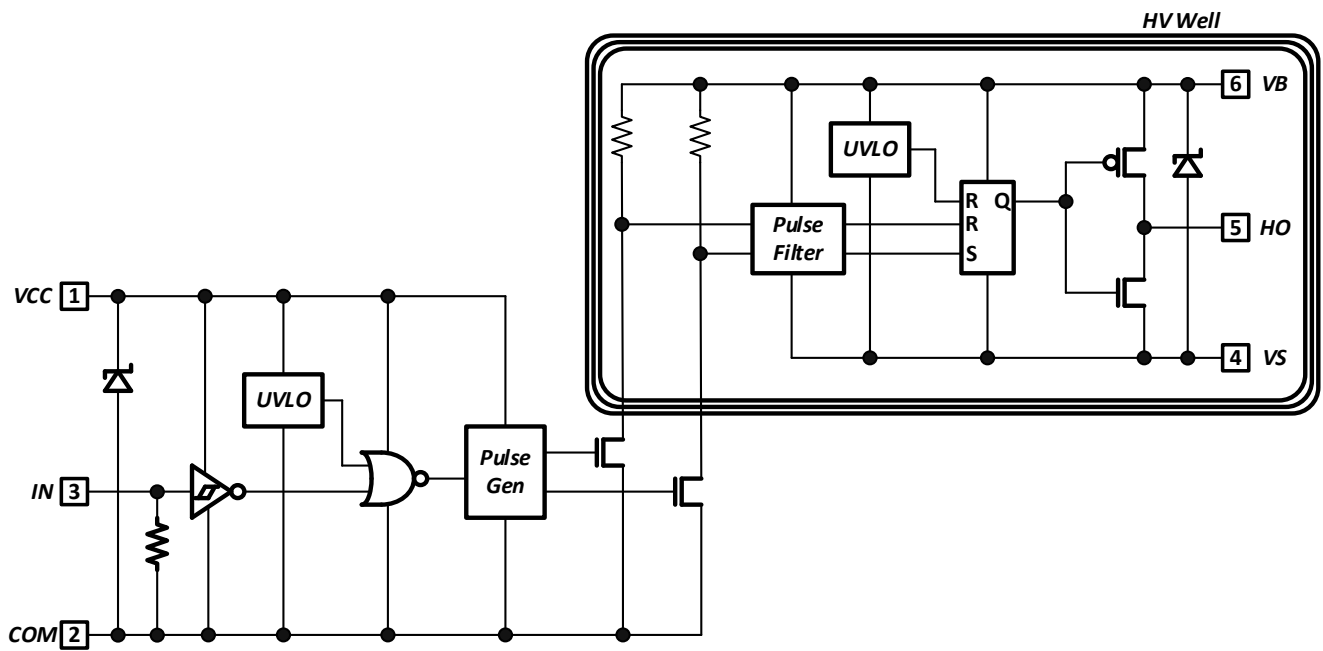 HV Well
6 VB
UVLO
R Q
R
S
Pulse
Filter
5 HO
4 VS
VCC 1
UVLO
Pulse
Gen
IN 3
COM 2